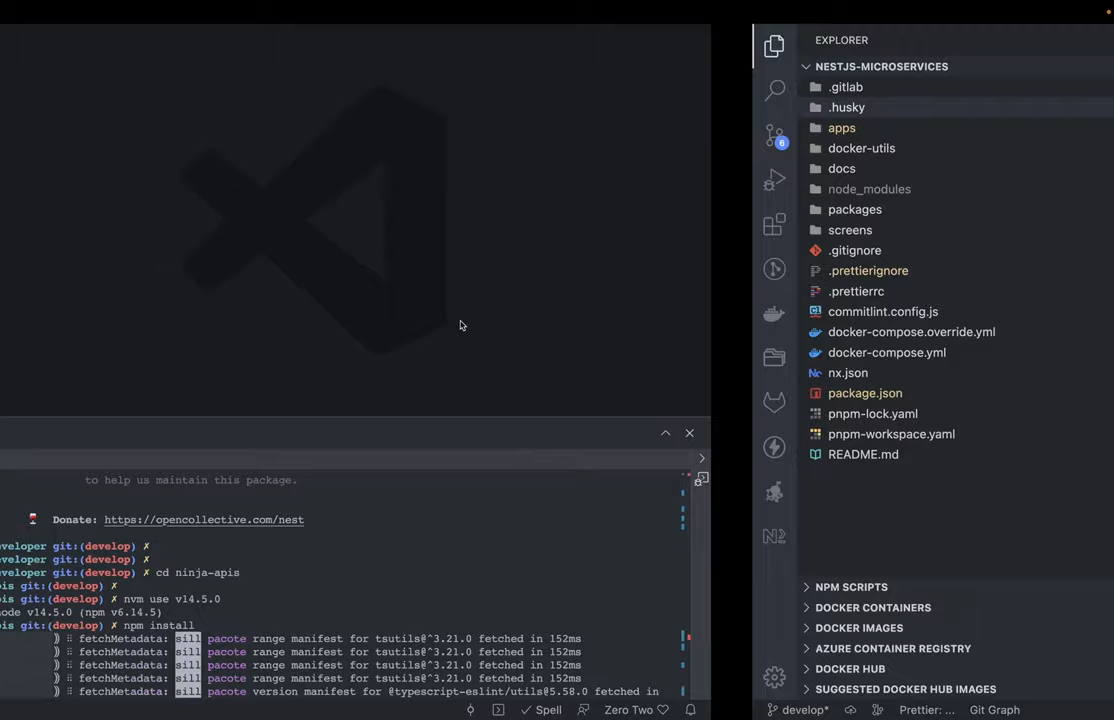 EXPLORER
NESTJS-MICROSERVICES
.gitlab
.husky
apps
6
docker-utils
docs
node_modules
packages
screens
.gitignore
.prettierignore
.prettierrc
commitlint.config.js
docker-compose.override.yml
docker-compose.yml
nx.json
package.json
pnpm-lock.yaml
pnpm-workspace.yaml
README.md
NPM SCRIPTS
DOCKER CONTAINERS
DOCKER IMAGES
AZURE CONTAINER REGISTRY
DOCKER HUB
SUGGESTED DOCKER HUB IMAGES
develop*
Prettier: ...
Git Graph
to help us maintain this package.
Donate: https://opencollective.com/nest
eveloper git:(develop) ✗
eveloper git:(develop) ✗
eveloper git:(develop) ✗ cd ninja-apis
pis git:(develop) ✗
pis git:(develop) ✗ nvm use v14.5.0
node v14.5.0 (npm v6.14.5)
pis git:(develop) ✗ npm install
) ⠇ fetchMetadata: sill pacote range manifest for tsutils@^3.21.0 fetched in 152ms
) ⠇ fetchMetadata: sill pacote range manifest for tsutils@^3.21.0 fetched in 152ms
) ⠇ fetchMetadata: sill pacote range manifest for tsutils@^3.21.0 fetched in 152ms
) ⠇ fetchMetadata: sill pacote range manifest for tsutils@^3.21.0 fetched in 152ms
) ⠇ fetchMetadata: sill pacote version manifest for @typescript-eslint/utils@5.58.0 fetched in
Spell
Zero Two